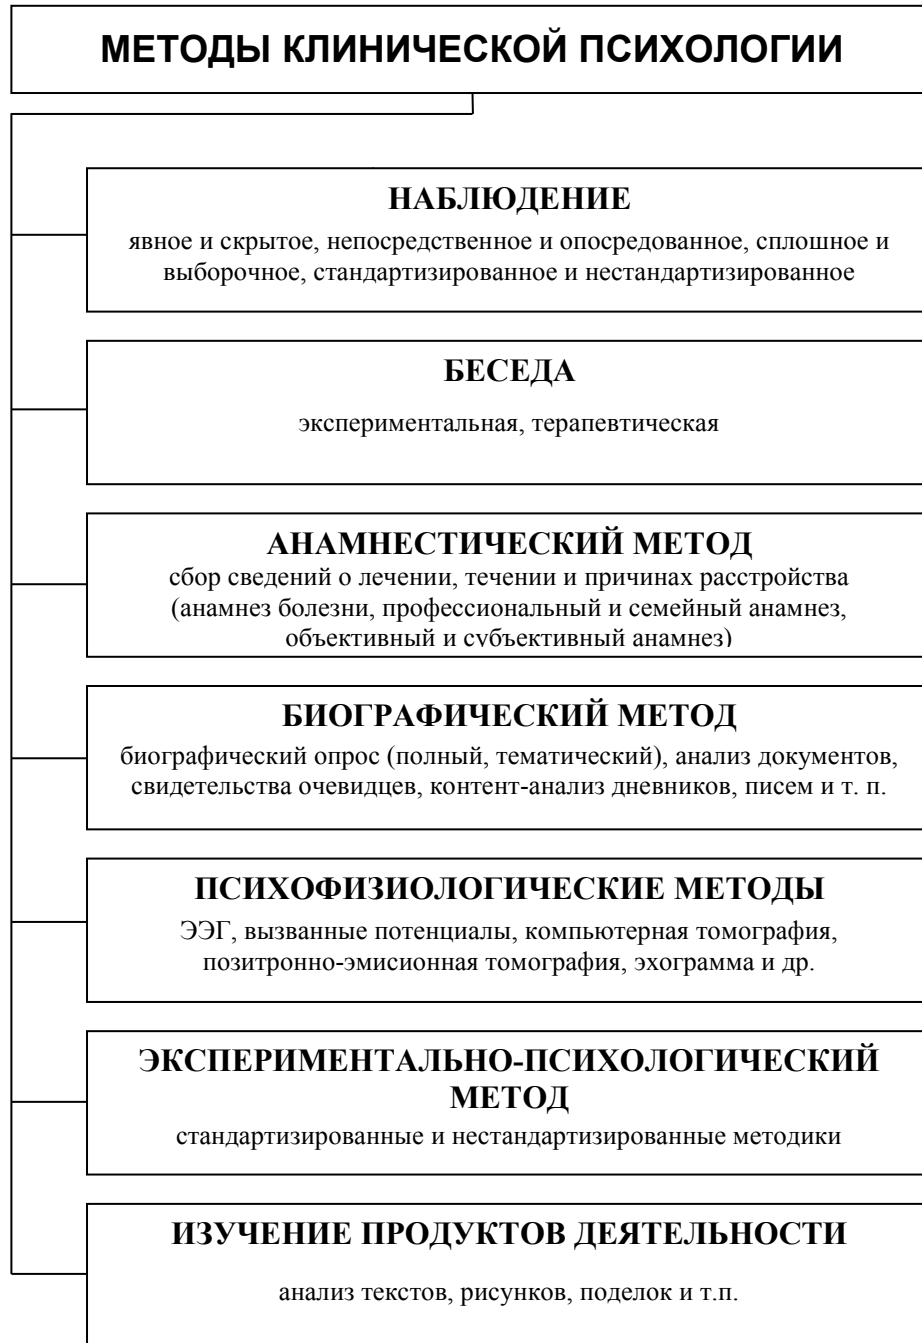 МЕТОДЫ КЛИНИЧЕСКОЙ ПСИХОЛОГИИ
НАБЛЮДЕНИЕ
явное и скрытое, непосредственное и опосредованное, сплошное и
выборочное, стандартизированное и нестандартизированное
БЕСЕДА
экспериментальная, терапевтическая
АНАМНЕСТИЧЕСКИЙ МЕТОД
сбор сведений о лечении, течении и причинах расстройства
(анамнез болезни, профессиональный и семейный анамнез,
объективный и субъективный анамнез)
БИОГРАФИЧЕСКИЙ МЕТОД
биографический опрос (полный, тематический), анализ документов,
свидетельства очевидцев, контент-анализ дневников, писем и т. п.
ПСИХОФИЗИОЛОГИЧЕСКИЕ МЕТОДЫ
ЭЭГ, вызванные потенциалы, компьютерная томография,
позитронно-эмисионная томография, эхограмма и др.
ЭКСПЕРИМЕНТАЛЬНО-ПСИХОЛОГИЧЕСКИЙ
МЕТОД
стандартизированные и нестандартизированные методики
ИЗУЧЕНИЕ ПРОДУКТОВ ДЕЯТЕЛЬНОСТИ
анализ текстов, рисунков, поделок и т.п.